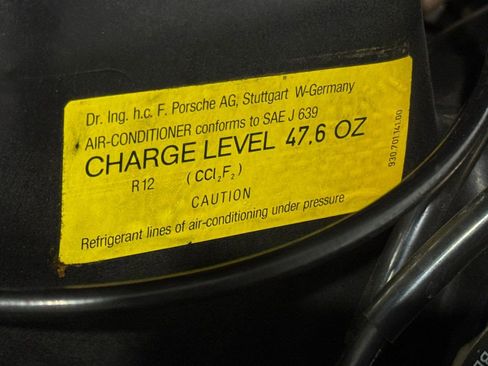 Dr. Ing. h.c. F. Porsche AG, Stuttgart W-Germany
AIR-CONDITIONER conforms to SAE J 639
CHARGE LEVEL 47.6 OZ
R12 (CCl₂F₂)
CAUTION
Refrigerant lines of air-conditioning under pressure
930.701.141.00